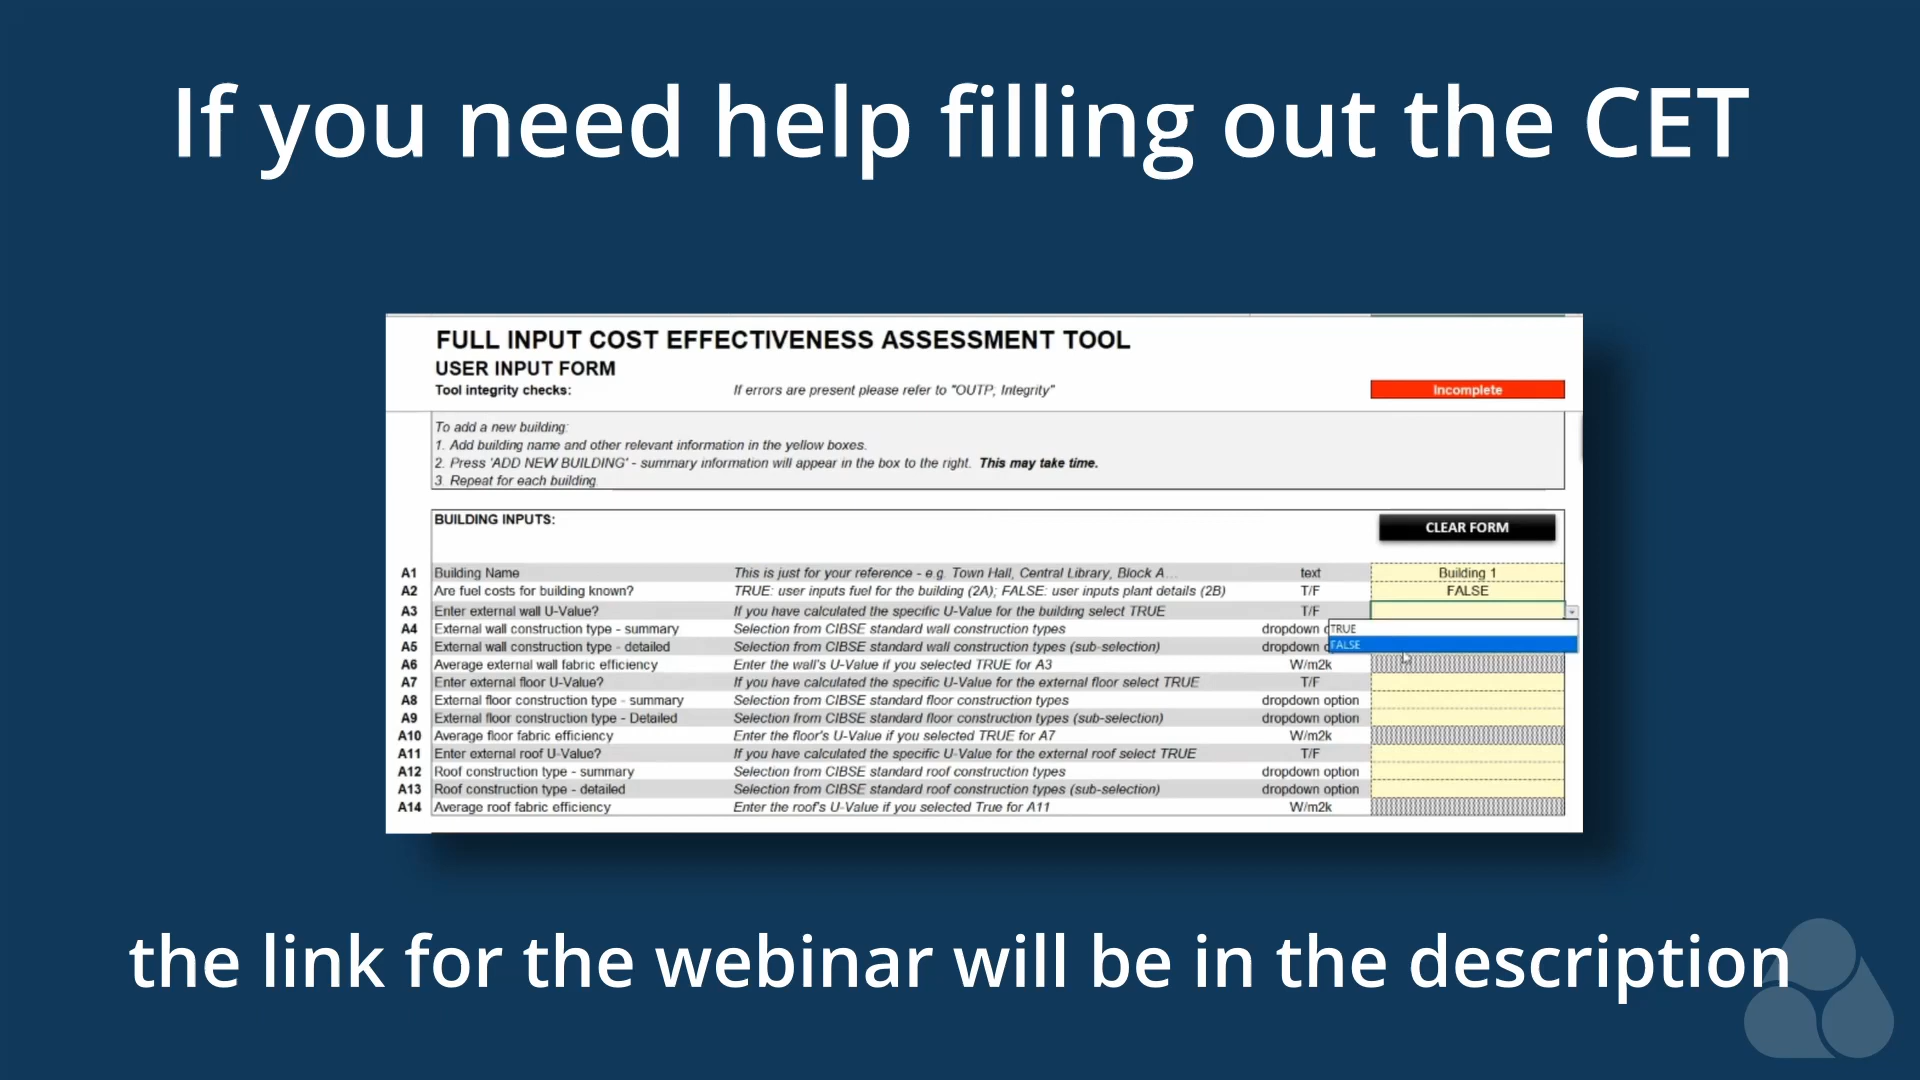 If you need help filling out the CET
FULL INPUT COST EFFECTIVENESS ASSESSMENT TOOL
USER INPUT FORM
Tool integrity checks: If errors are present please refer to "OUTP; Integrity" Incomplete
To add a new building:
1. Add building name and other relevant information in the yellow boxes.
2. Press 'ADD NEW BUILDING' - summary information will appear in the box to the right. This may take time.
3. Repeat for each building.
BUILDING INPUTS: CLEAR FORM
A1 Building Name This is just for your reference - e.g. Town Hall, Central Library, Block A... text Building 1
A2 Are fuel costs for building known? TRUE: user inputs fuel for the building (2A); FALSE: user inputs plant details (2B) T/F FALSE
A3 Enter external wall U-Value? If you have calculated the specific U-Value for the building select TRUE T/F
A4 External wall construction type - summary Selection from CIBSE standard wall construction types dropdown TRUE
A5 External wall construction type - detailed Selection from CIBSE standard wall construction types (sub-selection) dropdown FALSE
A6 Average external wall fabric efficiency Enter the wall's U-Value if you selected TRUE for A3 W/m2k
A7 Enter external floor U-Value? If you have calculated the specific U-Value for the external floor select TRUE T/F
A8 External floor construction type - summary Selection from CIBSE standard floor construction types dropdown option
A9 External floor construction type - Detailed Selection from CIBSE standard floor construction types (sub-selection) dropdown option
A10 Average floor fabric efficiency Enter the floor's U-Value if you selected TRUE for A7 W/m2k
A11 Enter external roof U-Value? If you have calculated the specific U-Value for the external roof select TRUE T/F
A12 Roof construction type - summary Selection from CIBSE standard roof construction types dropdown option
A13 Roof construction type - detailed Selection from CIBSE standard roof construction types (sub-selection) dropdown option
A14 Average roof fabric efficiency Enter the roof's U-Value if you selected True for A11 W/m2k
the link for the webinar will be in the description